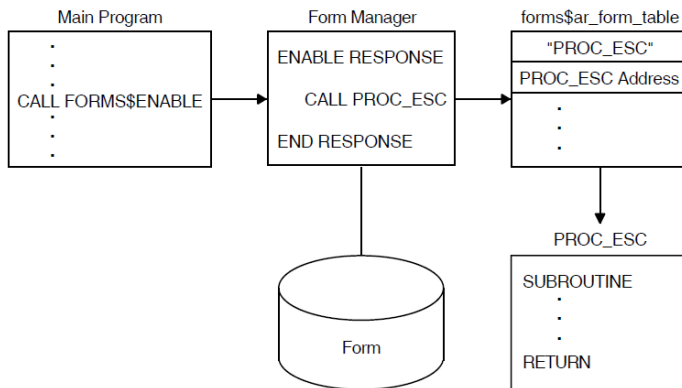 Main Program
.
.
.
CALL FORMS$ENABLE
.
.
.
Form Manager
ENABLE RESPONSE
CALL PROC_ESC
END RESPONSE
forms$ar_form_table
"PROC_ESC"
PROC_ESC Address
.
.
.
Form
PROC_ESC
SUBROUTINE
.
.
.
RETURN